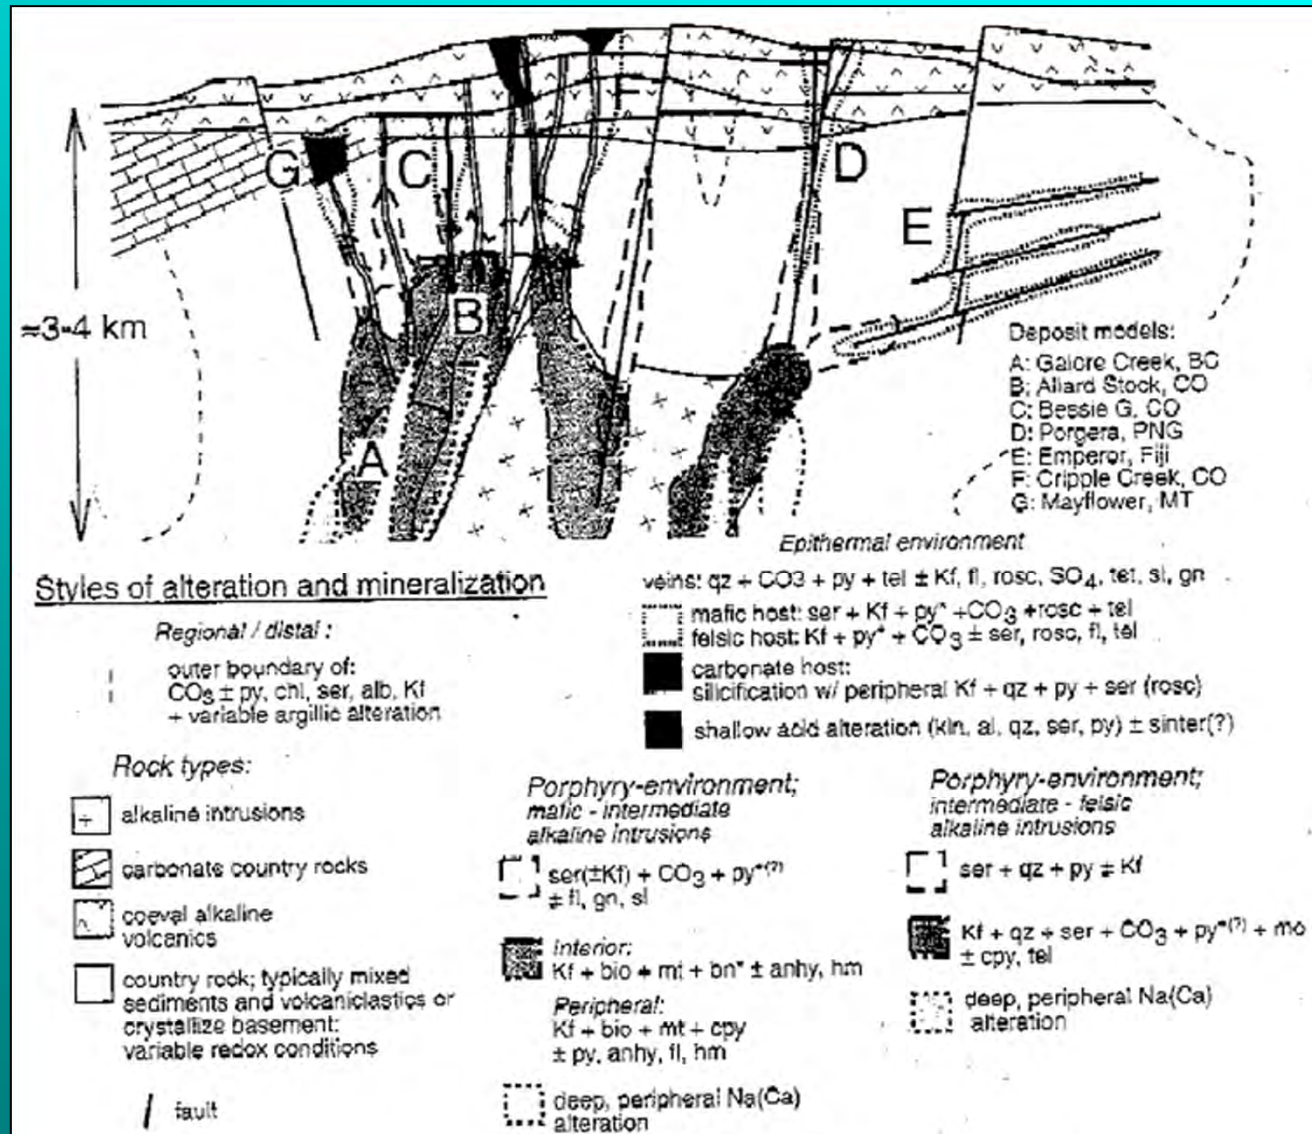 G
C
F
D
E
B
A
≈3-4 km
Deposit models:
A: Galore Creek, BC
B: Allard Stock, CO
C: Bessie G, CO
D: Porgera, PNG
E: Emperor, Fiji
F: Cripple Creek, CO
G: Mayflower, MT
Styles of alteration and mineralization
Regional / distal :
outer boundary of:
CO3 ± py, chl, ser, alb, Kf
+ variable argillic alteration
Epithermal environment
veins: qz + CO3 + py + tel ± Kf, fl, rosc, SO4, tet, sl, gn
mafic host: ser + Kf + py* +CO3 +rosc + tel
felsic host: Kf + py* + CO3 ± ser, rosc, fl, tel
carbonate host:
silicification w/ peripheral Kf + qz + py + ser (rosc)
shallow acid alteration (kln, al, qz, ser, py) ± sinter(?)
Rock types:
alkaline intrusions
carbonate country rocks
coeval alkaline
volcanics
country rock; typically mixed
sediments and volcaniclastics or
crystallize basement:
variable redox conditions
fault
Porphyry-environment;
mafic - intermediate
alkaline intrusions
ser(±Kf) + CO3 + py*(?)
± fl, gn, sl
Interior:
Kf + bio + mt + bn* ± anhy, hm
Peripheral:
Kf + bio + mt + cpy
± py, anhy, fl, hm
deep, peripheral Na(Ca)
alteration
Porphyry-environment;
intermediate - felsic
alkaline intrusions
ser + qz + py ± Kf
Kf + qz + ser + CO3 + py*(?) + mo
± cpy, tel
deep, peripheral Na(Ca)
alteration